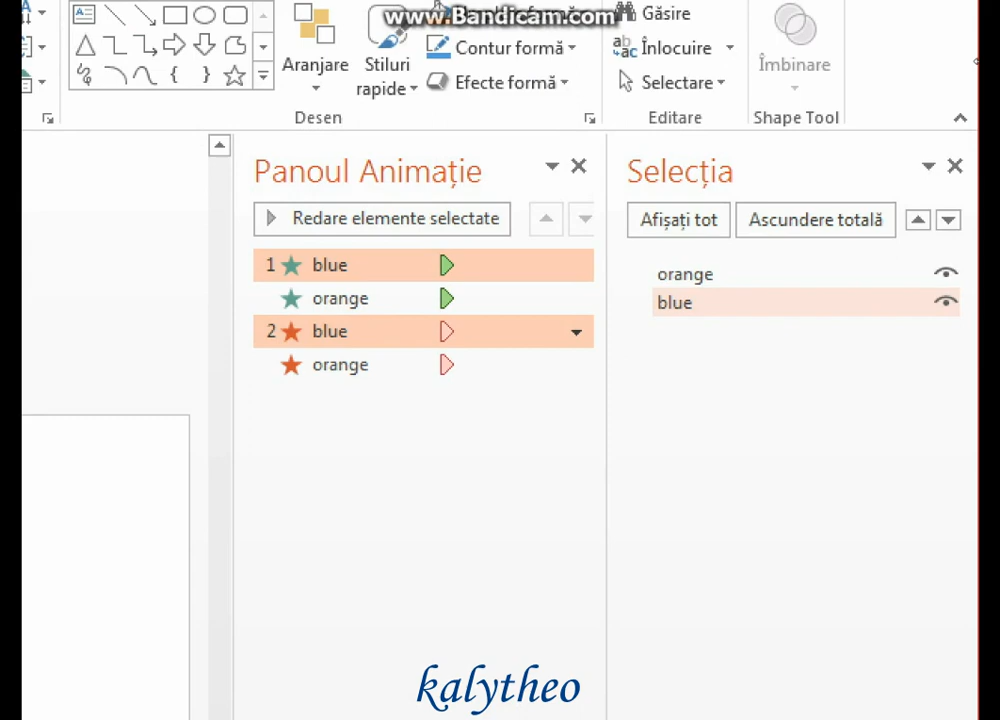 www.Bandicam.com
Găsire
Contur formă
Înlocuire
Aranjare
Stiluri
rapide
Efecte formă
Selectare
Îmbinare
Desen
Editare
Shape Tool
Panoul Animație
Selecția
Redare elemente selectate
Afișați tot
Ascundere totală
1 blue
orange
2 blue
orange
orange
blue
kalytheo